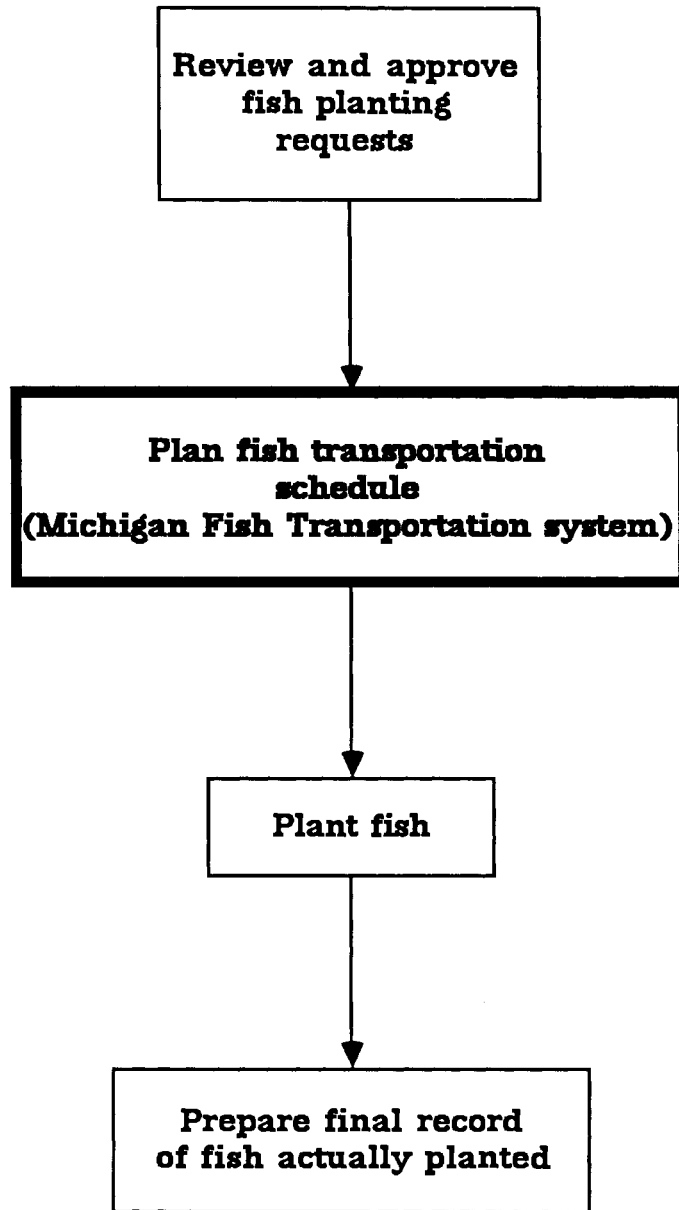 Review and approve
fish planting
requests
Plan fish transportation
schedule
(Michigan Fish Transportation system)
Plant fish
Prepare final record
of fish actually planted